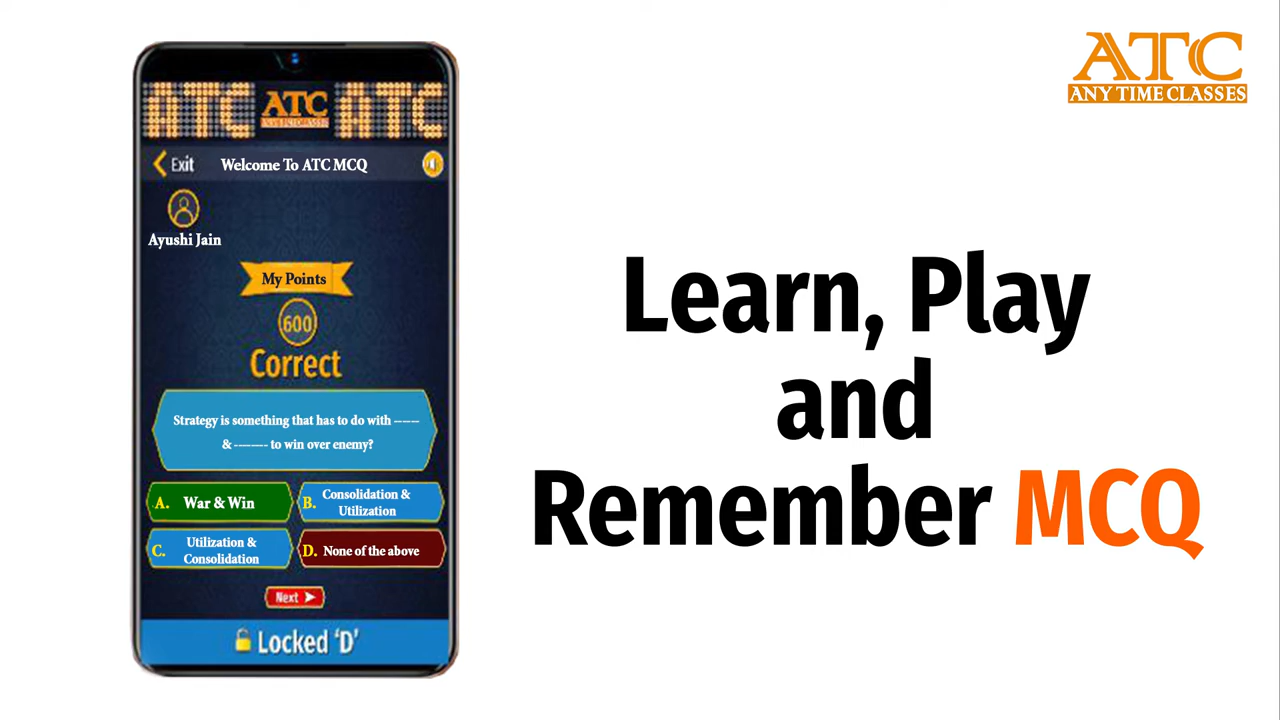 ATC
ANY TIME CLASSES
ATC ATC ATC
Exit Welcome To ATC MCQ
Ayushi Jain
My Points
600
Correct
Strategy is something that has to do with ------
& -------- to win over enemy?
A. War & Win
B. Consolidation &
Utilization
C. Utilization &
Consolidation
D. None of the above
Next
Locked ‘D’
Learn, Play
and
Remember MCQ